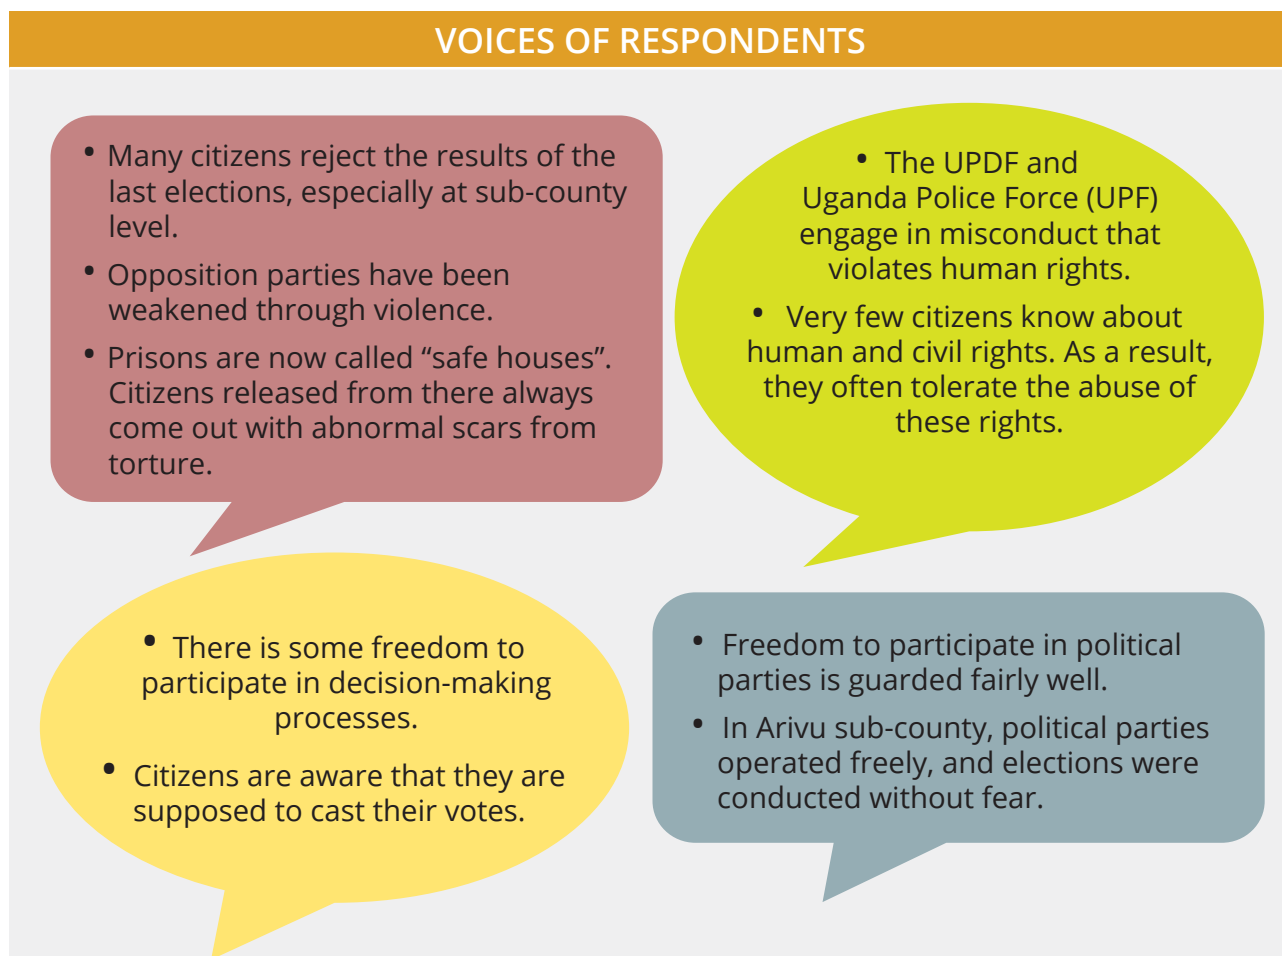 VOICES OF RESPONDENTS
• Many citizens reject the results of the
last elections, especially at sub-county
level.
• Opposition parties have been
weakened through violence.
• Prisons are now called “safe houses”.
Citizens released from there always
come out with abnormal scars from
torture.
• The UPDF and
Uganda Police Force (UPF)
engage in misconduct that
violates human rights.
• Very few citizens know about
human and civil rights. As a result,
they often tolerate the abuse of
these rights.
• There is some freedom to
participate in decision-making
processes.
• Citizens are aware that they are
supposed to cast their votes.
• Freedom to participate in political
parties is guarded fairly well.
• In Arivu sub-county, political parties
operated freely, and elections were
conducted without fear.